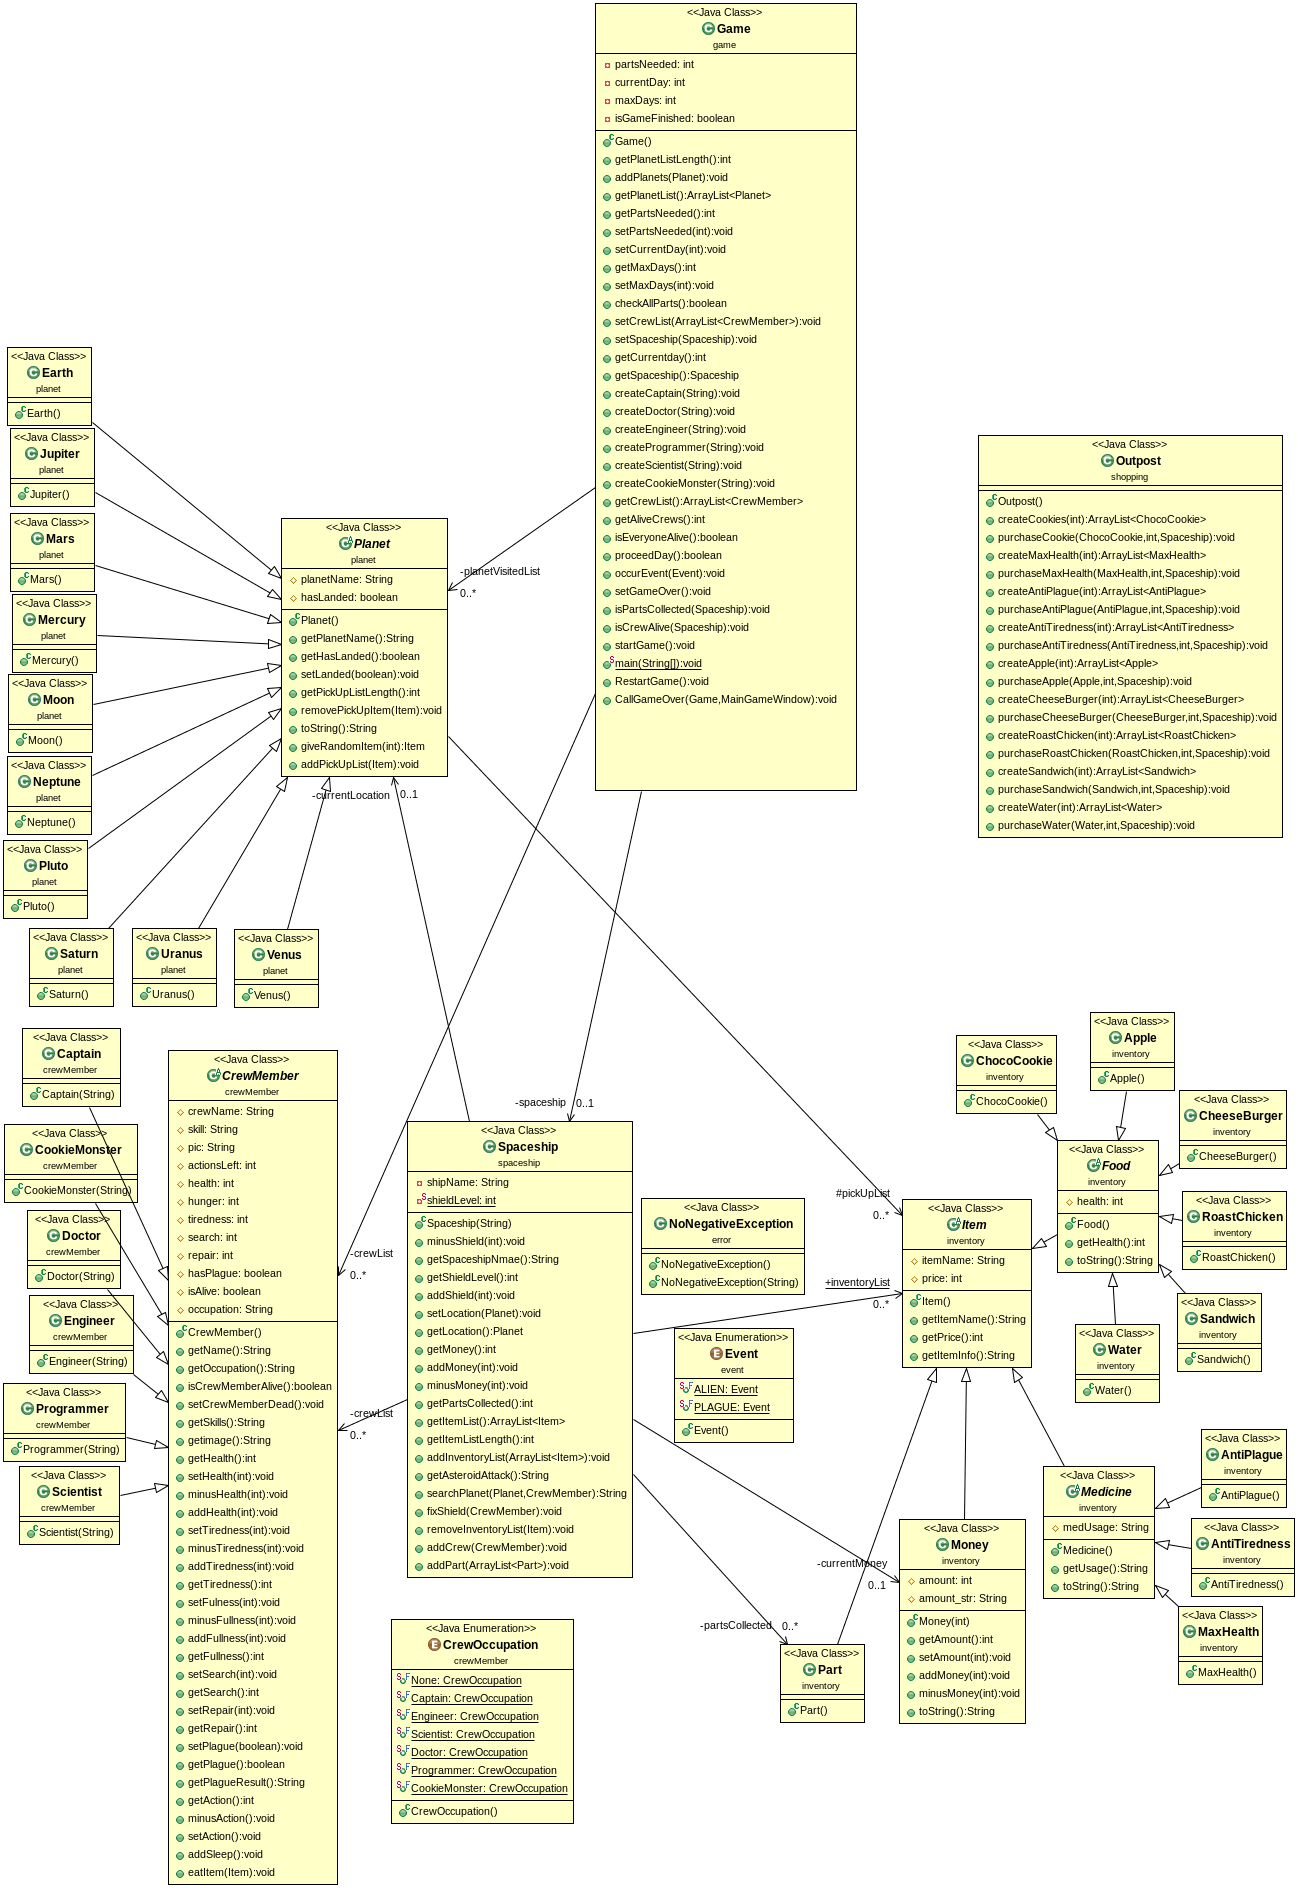 <<Java Class>>
Game
game
partsNeeded: int
currentDay: int
maxDays: int
isGameFinished: boolean
Game()
getPlanetListLength():int
addPlanets(Planet):void
getPlanetList():ArrayList<Planet>
getPartsNeeded():int
setPartsNeeded(int):void
setCurrentDay(int):void
getMaxDays():int
setMaxDays(int):void
checkAllParts():boolean
setCrewList(ArrayList<CrewMember>):void
setSpaceship(Spaceship):void
getCurrentday():int
getSpaceship():Spaceship
createCaptain(String):void
createDoctor(String):void
createEngineer(String):void
createProgrammer(String):void
createScientist(String):void
createCookieMonster(String):void
getCrewList():ArrayList<CrewMember>
getAliveCrews():int
isEveryoneAlive():boolean
proceedDay():boolean
occurEvent(Event):void
setGameOver():void
isPartsCollected(Spaceship):void
isCrewAlive(Spaceship):void
startGame():void
main(String[]):void
RestartGame():void
CallGameOver(Game,MainGameWindow):void
<<Java Class>>
Earth
planet
Earth()
<<Java Class>>
Jupiter
planet
Jupiter()
<<Java Class>>
Mars
planet
Mars()
<<Java Class>>
Mercury
planet
Mercury()
<<Java Class>>
Moon
planet
Moon()
<<Java Class>>
Neptune
planet
Neptune()
<<Java Class>>
Pluto
planet
Pluto()
<<Java Class>>
Saturn
planet
Saturn()
<<Java Class>>
Uranus
planet
Uranus()
<<Java Class>>
Venus
planet
Venus()
<<Java Class>>
Planet
planet
planetName: String
hasLanded: boolean
Planet()
getPlanetName():String
getHasLanded():boolean
setLanded(boolean):void
getPickUpListLength():int
removePickUpItem(Item):void
toString():String
giveRandomItem(int):Item
addPickUpList(Item):void
-planetVisitedList
0..*
-currentLocation
0..1
<<Java Class>>
Outpost
shopping
Outpost()
createCookies(int):ArrayList<ChocoCookie>
purchaseCookie(ChocoCookie,int,Spaceship):void
createMaxHealth(int):ArrayList<MaxHealth>
purchaseMaxHealth(MaxHealth,int,Spaceship):void
createAntiPlague(int):ArrayList<AntiPlague>
purchaseAntiPlague(AntiPlague,int,Spaceship):void
createAntiTiredness(int):ArrayList<AntiTiredness>
purchaseAntiTiredness(AntiTiredness,int,Spaceship):void
createApple(int):ArrayList<Apple>
purchaseApple(Apple,int,Spaceship):void
createCheeseBurger(int):ArrayList<CheeseBurger>
purchaseCheeseBurger(CheeseBurger,int,Spaceship):void
createRoastChicken(int):ArrayList<RoastChicken>
purchaseRoastChicken(RoastChicken,int,Spaceship):void
createSandwich(int):ArrayList<Sandwich>
purchaseSandwich(Sandwich,int,Spaceship):void
createWater(int):ArrayList<Water>
purchaseWater(Water,int,Spaceship):void
<<Java Class>>
Captain
crewMember
Captain(String)
<<Java Class>>
CookieMonster
crewMember
CookieMonster(String)
<<Java Class>>
Doctor
crewMember
Doctor(String)
<<Java Class>>
Engineer
crewMember
Engineer(String)
<<Java Class>>
Programmer
crewMember
Programmer(String)
<<Java Class>>
Scientist
crewMember
Scientist(String)
<<Java Class>>
CrewMember
crewMember
crewName: String
skill: String
pic: String
actionsLeft: int
health: int
hunger: int
tiredness: int
search: int
repair: int
hasPlague: boolean
isAlive: boolean
occupation: String
CrewMember()
getName():String
getOccupation():String
isCrewMemberAlive():boolean
setCrewMemberDead():void
getSkills():String
getimage():String
getHealth():int
setHealth(int):void
minusHealth(int):void
addHealth(int):void
setTiredness(int):void
minusTiredness(int):void
addTiredness(int):void
getTiredness():int
setFulness(int):void
minusFullness(int):void
addFullness(int):void
getFullness():int
setSearch(int):void
getSearch():int
setRepair(int):void
getRepair():int
setPlague(boolean):void
getPlague():boolean
getPlagueResult():String
getAction():int
minusAction():void
setAction():void
addSleep():void
eatItem(Item):void
-crewList
0..*
-crewList
0..*
-spaceship
0..1
<<Java Class>>
Spaceship
spaceship
shipName: String
shieldLevel: int
Spaceship(String)
minusShield(int):void
getSpaceshipNmae():String
getShieldLevel():int
addShield(int):void
setLocation(Planet):void
getLocation():Planet
getMoney():int
addMoney(int):void
minusMoney(int):void
getPartsCollected():int
getItemList():ArrayList<Item>
getItemListLength():int
addInventoryList(ArrayList<Item>):void
getAsteroidAttack():String
searchPlanet(Planet,CrewMember):String
fixShield(CrewMember):void
removeInventoryList(Item):void
addCrew(CrewMember):void
addPart(ArrayList<Part>):void
<<Java Class>>
NoNegativeException
error
NoNegativeException()
NoNegativeException(String)
<<Java Enumeration>>
Event
event
ALIEN: Event
PLAGUE: Event
Event()
<<Java Enumeration>>
CrewOccupation
crewMember
None: CrewOccupation
Captain: CrewOccupation
Engineer: CrewOccupation
Scientist: CrewOccupation
Doctor: CrewOccupation
Programmer: CrewOccupation
CookieMonster: CrewOccupation
CrewOccupation()
#pickUpList
0..*
+inventoryList
0..*
<<Java Class>>
Item
inventory
itemName: String
price: int
Item()
getItemName():String
getPrice():int
getItemInfo():String
<<Java Class>>
ChocoCookie
inventory
ChocoCookie()
<<Java Class>>
Apple
inventory
Apple()
<<Java Class>>
CheeseBurger
inventory
CheeseBurger()
<<Java Class>>
Food
inventory
health: int
Food()
getHealth():int
toString():String
<<Java Class>>
RoastChicken
inventory
RoastChicken()
<<Java Class>>
Sandwich
inventory
Sandwich()
<<Java Class>>
Water
inventory
Water()
<<Java Class>>
AntiPlague
inventory
AntiPlague()
<<Java Class>>
Medicine
inventory
medUsage: String
Medicine()
getUsage():String
toString():String
<<Java Class>>
AntiTiredness
inventory
AntiTiredness()
<<Java Class>>
MaxHealth
inventory
MaxHealth()
-currentMoney
0..1
<<Java Class>>
Money
inventory
amount: int
amount_str: String
Money(int)
getAmount():int
setAmount(int):void
addMoney(int):void
minusMoney(int):void
toString():String
-partsCollected
0..*
<<Java Class>>
Part
inventory
Part()